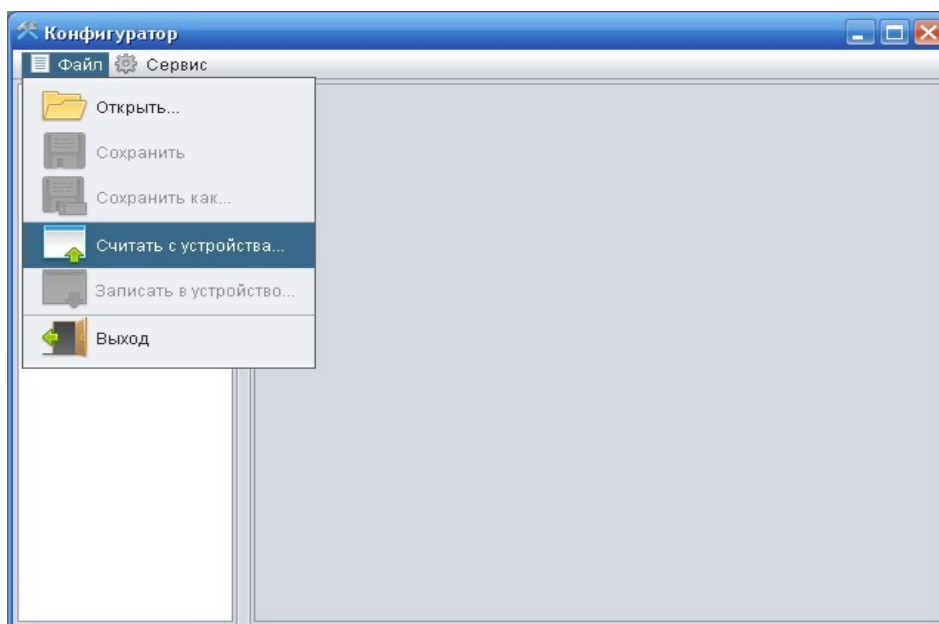 Конфигуратор
Файл Сервис
Открыть...
Сохранить
Сохранить как...
Считать с устройства...
Записать в устройство...
Выход